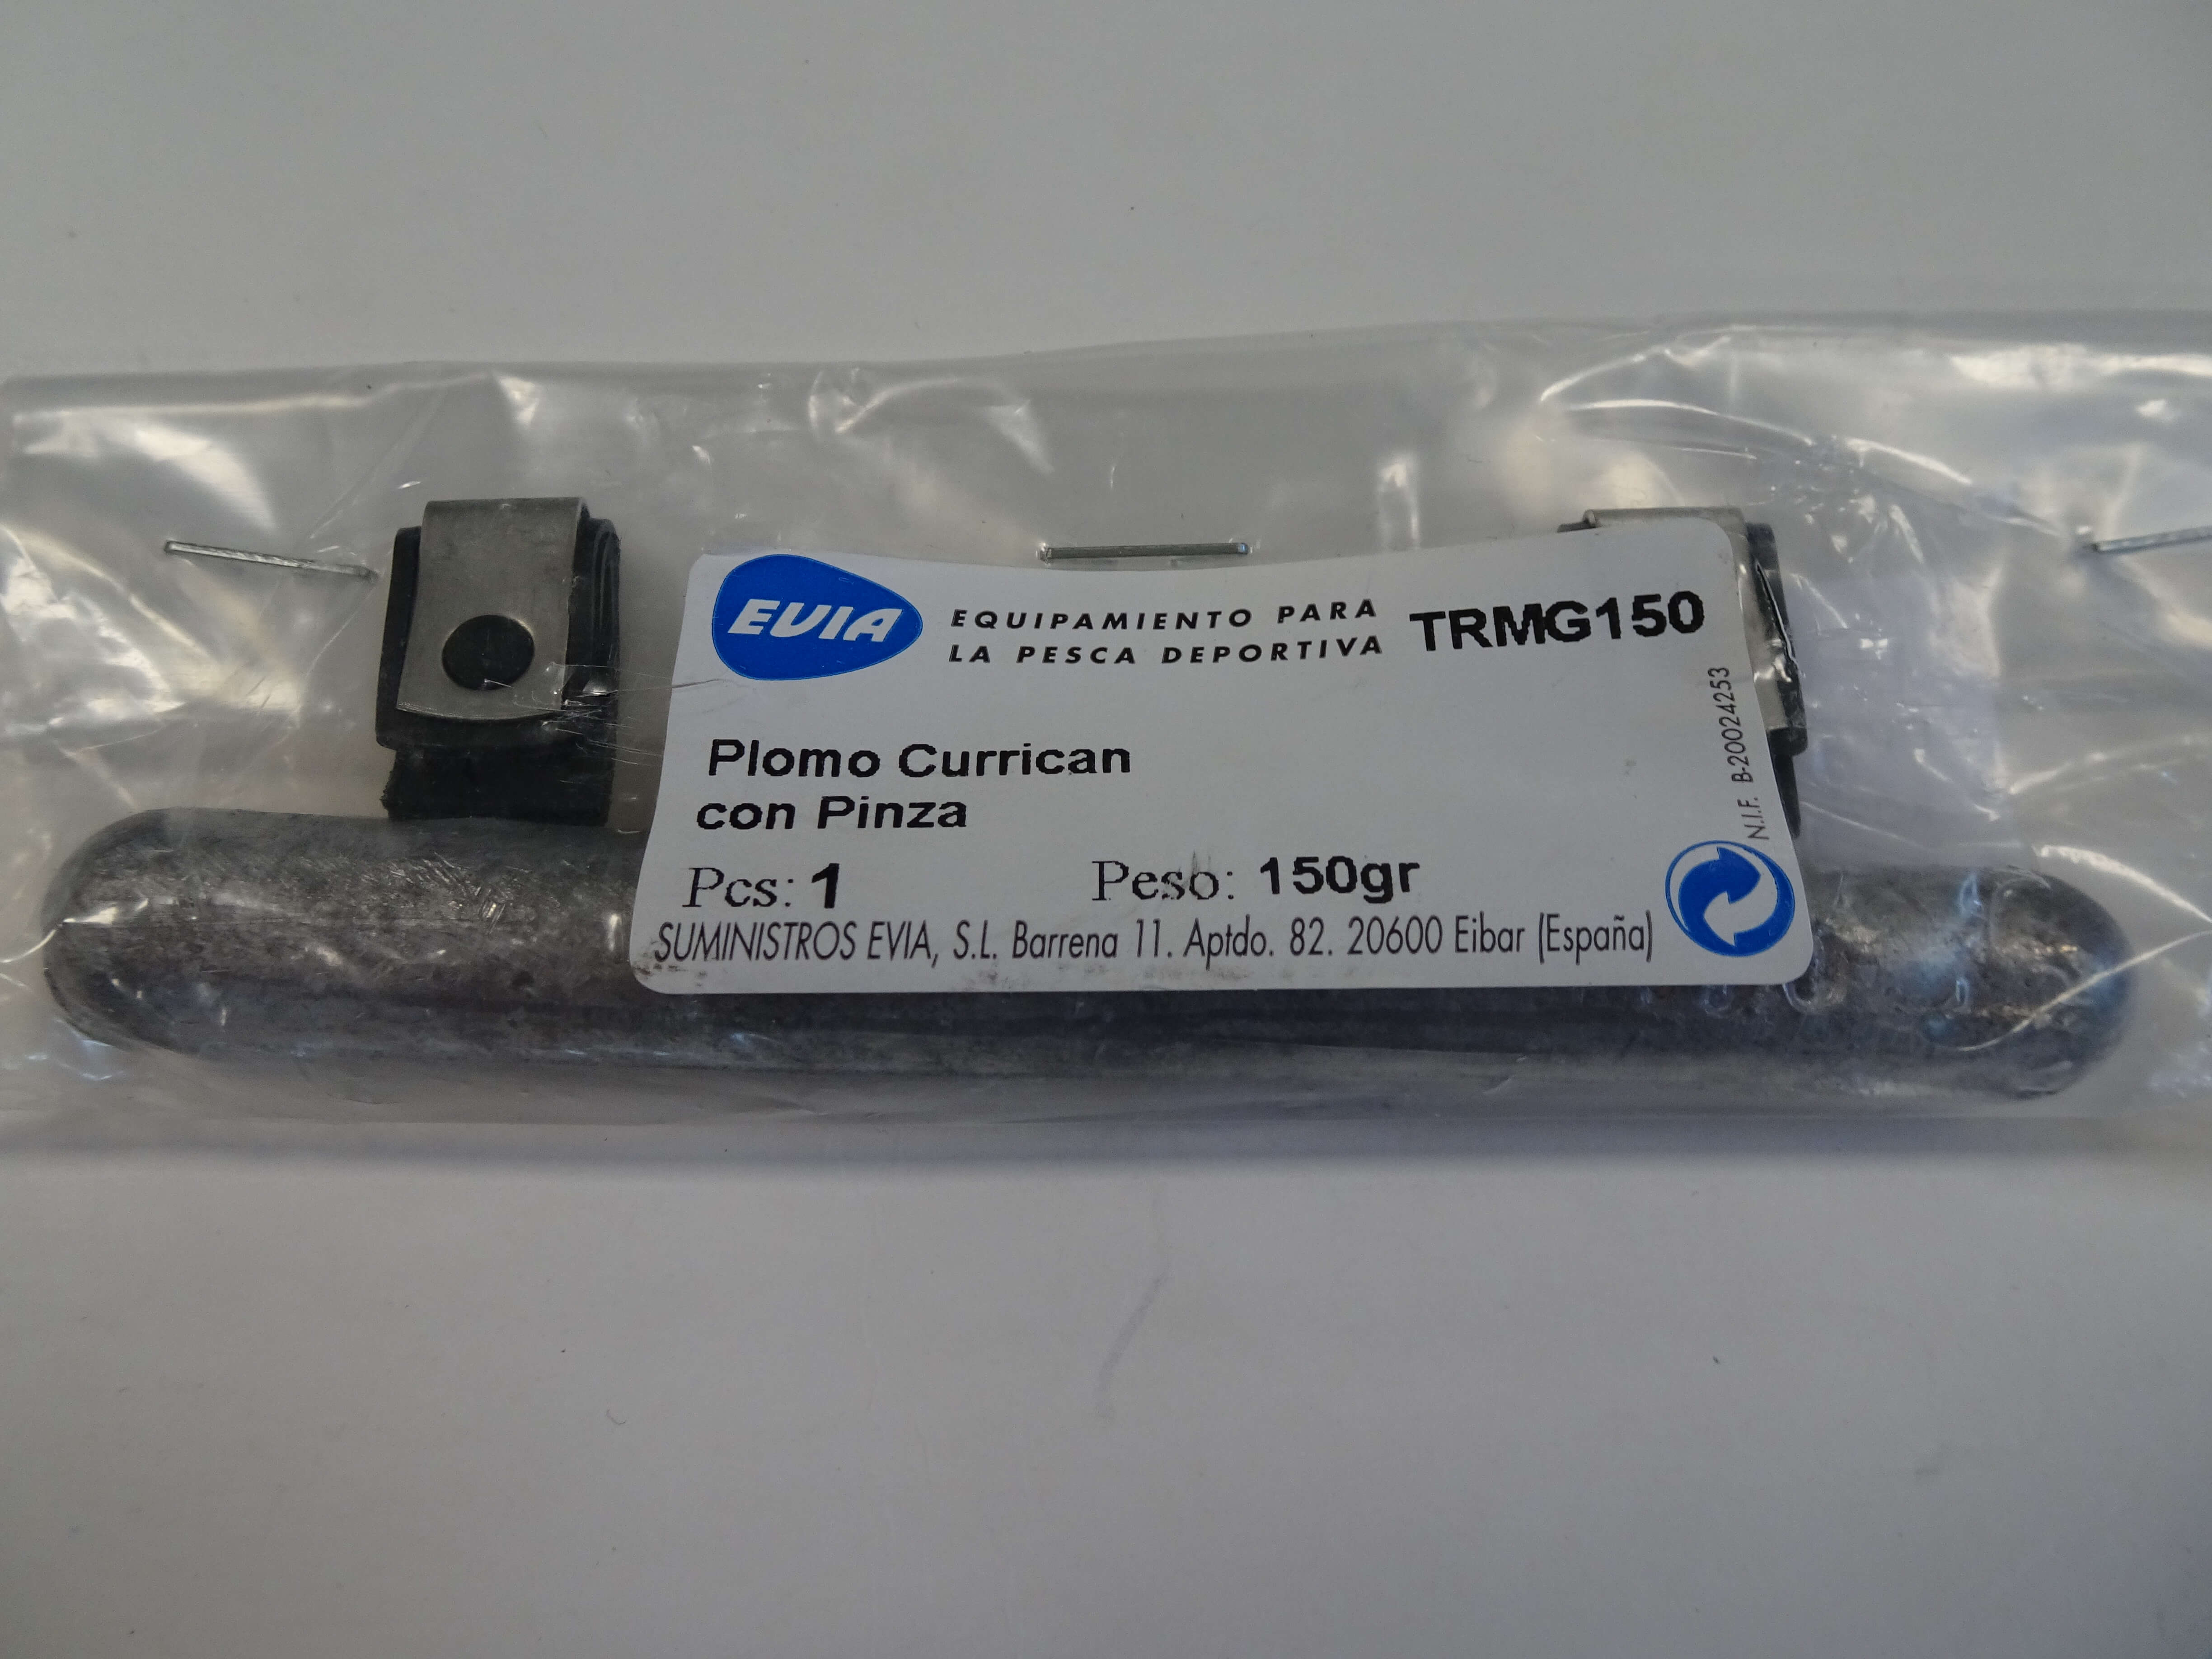 EVIA
EQUIPAMIENTO PARA
LA PESCA DEPORTIVA
TRMG150
Plomo Currican
con Pinza
Pcs: 1 Peso: 150gr
SUMINISTROS EVIA, S.L. Barrena 11. Aptdo. 82. 20600 Eibar (España)
N.I.F. B-20024253